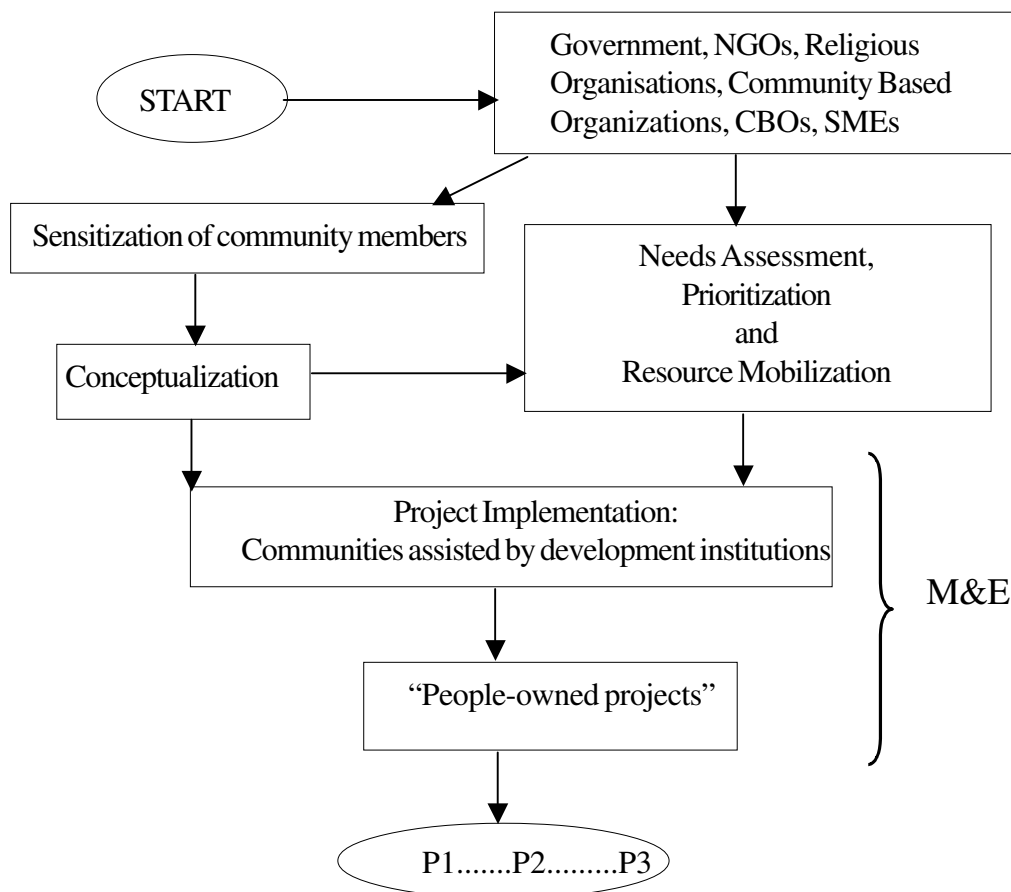 START
Government, NGOs, Religious
Organisations, Community Based
Organizations, CBOs, SMEs
Sensitization of community members
Needs Assessment,
Prioritization
and
Resource Mobilization
Conceptualization
Project Implementation:
Communities assisted by development institutions
M&E
“People-owned projects”
P1.......P2.........P3